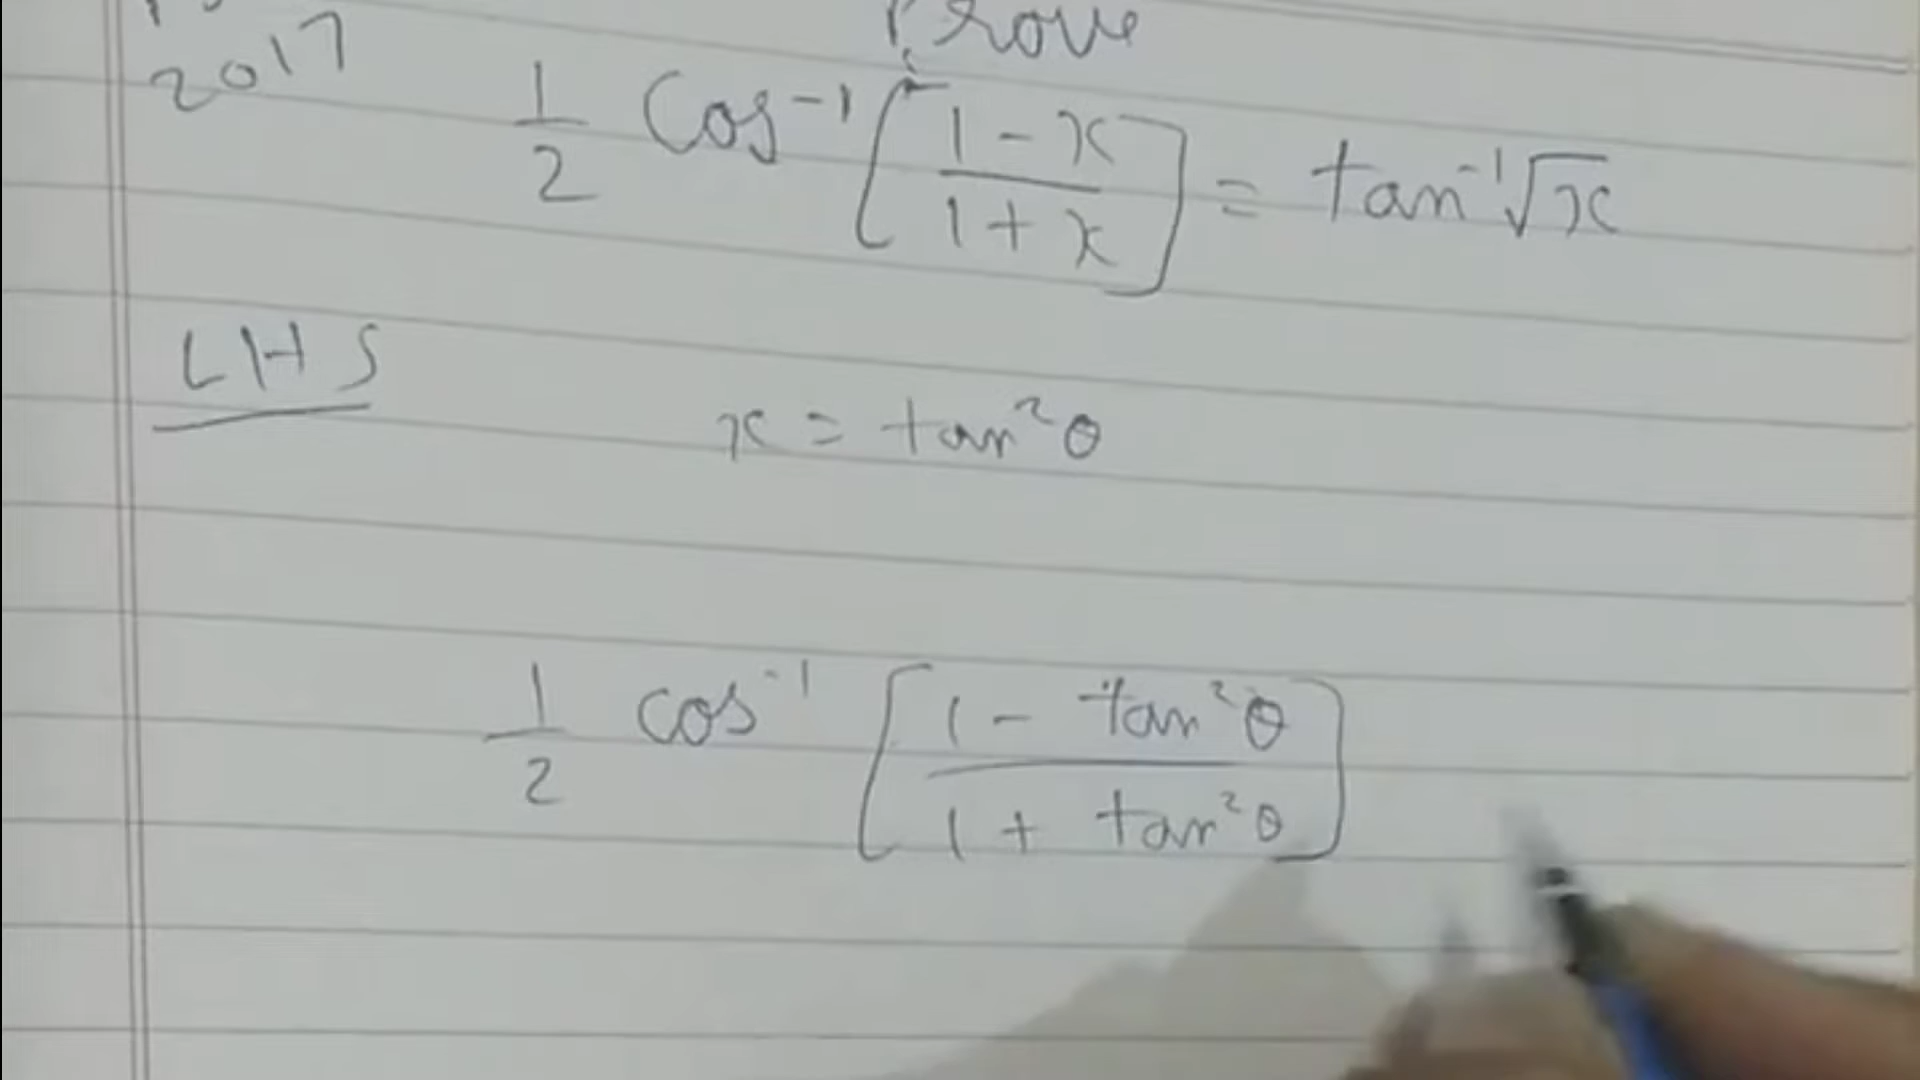 Prove
2017
1/2 Cos⁻¹[(1 - x)/(1 + x)] = tan⁻¹√x
LHS
x = tan²θ
1/2 cos⁻¹[(1 - tan²θ)/(1 + tan²θ)]